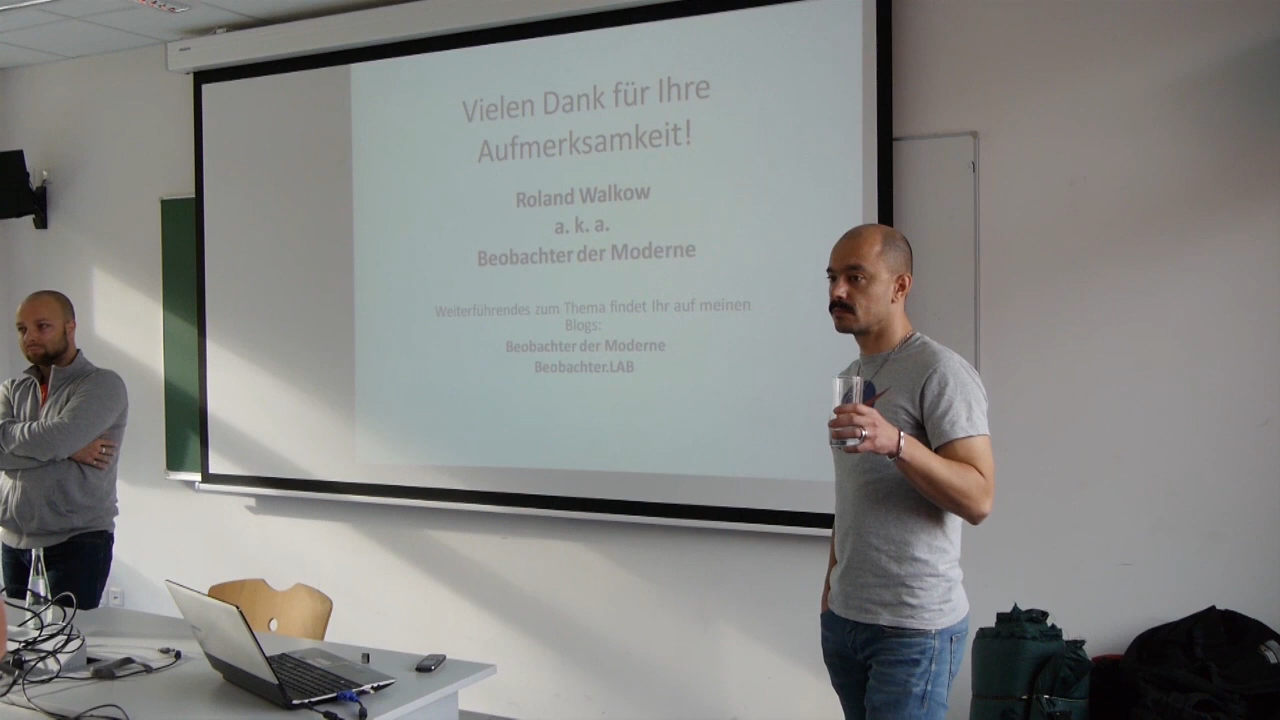 Vielen Dank für Ihre
Aufmerksamkeit!
Roland Walkow
a. k. a.
Beobachter der Moderne
Weiterführendes zum Thema findet Ihr auf meinen
Blogs:
Beobachter der Moderne
Beobachter.LAB